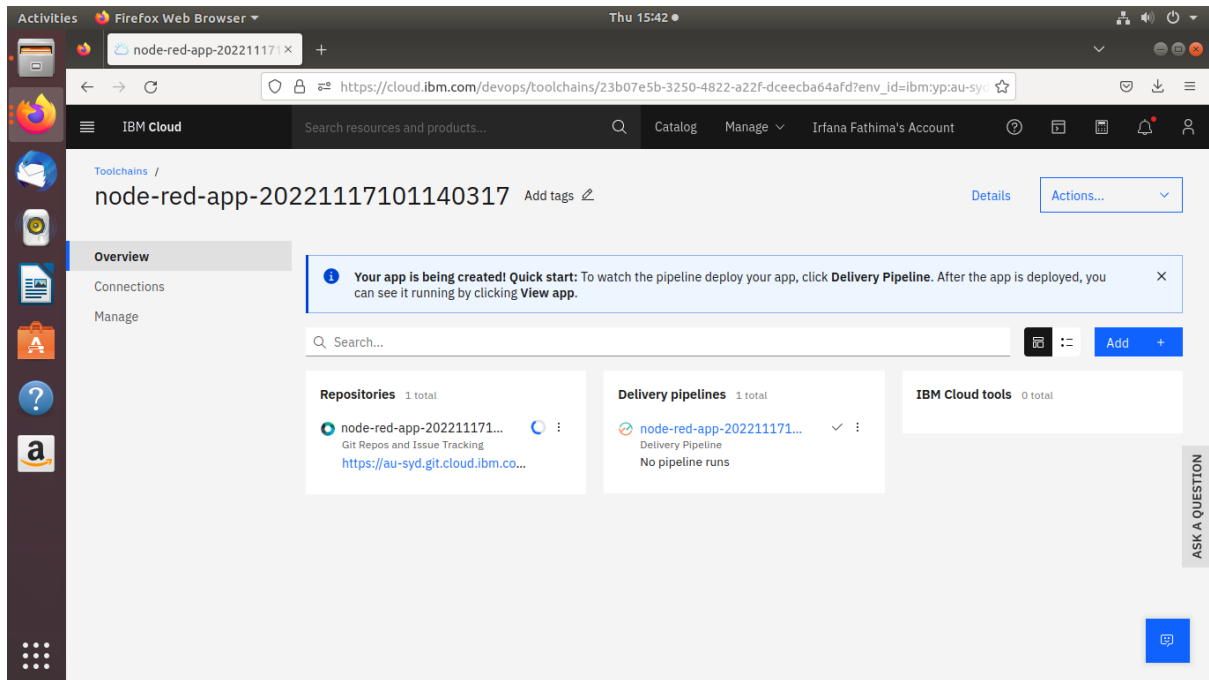 Activities Firefox Web Browser Thu 15:42
node-red-app-202211171
https://cloud.ibm.com/devops/toolchains/23b07e5b-3250-4822-a22f-dceecba64afd?env_id=ibm:yp:au-syd
IBM Cloud Search resources and products... Catalog Manage Irfana Fathima's Account
Toolchains /
node-red-app-20221117101140317 Add tags Details Actions...
Overview
Connections
Manage
Your app is being created! Quick start: To watch the pipeline deploy your app, click Delivery Pipeline. After the app is deployed, you
can see it running by clicking View app.
Search... Add +
Repositories 1 total
node-red-app-202211171...
Git Repos and Issue Tracking
https://au-syd.git.cloud.ibm.co...
Delivery pipelines 1 total
node-red-app-202211171...
Delivery Pipeline
No pipeline runs
IBM Cloud tools 0 total
ASK A QUESTION